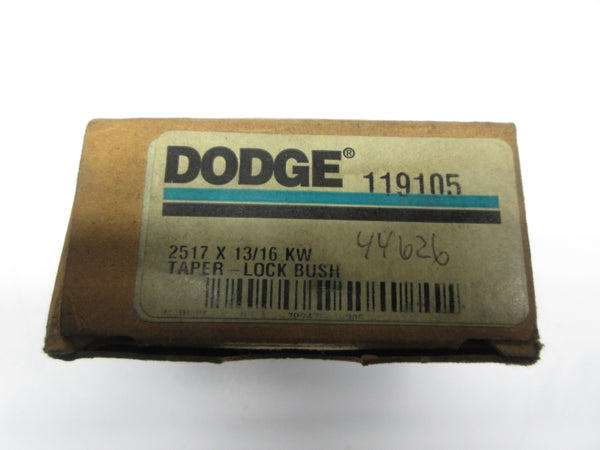 DODGE® 119105
2517 X 13/16 KW 44626
TAPER-LOCK BUSH